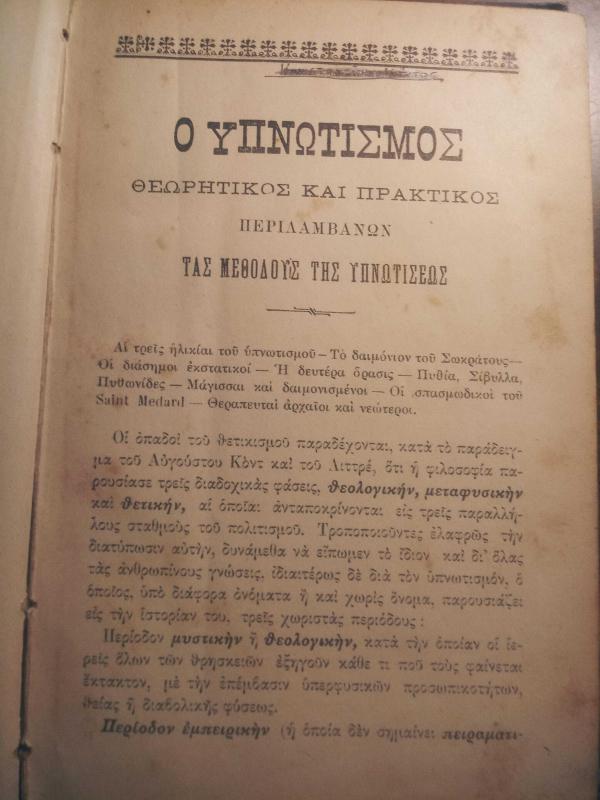 Ο ΥΠΝΩΤΙΣΜΟΣ
ΘΕΩΡΗΤΙΚΟΣ ΚΑΙ ΠΡΑΚΤΙΚΟΣ
ΠΕΡΙΛΑΜΒΑΝΩΝ
ΤΑΣ ΜΕΘΟΔΟΥΣ ΤΗΣ ΥΠΝΩΤΙΣΕΩΣ
Αἱ τρεῖς ἡλικίαι τοῦ ὑπνωτισμοῦ – Τὸ δαιμόνιον τοῦ Σωκράτους —
Οἱ διάσημοι ἐκστατικοί — Ἡ δευτέρα ὅρασις — Πυθία, Σίβυλλα,
Πυθωνίδες — Μάγισσαι καὶ δαιμονισμένοι — Οἱ σπασμωδικοὶ τοῦ
Saint Medard — Θεραπευταὶ ἀρχαῖοι καὶ νεώτεροι.
Οἱ ὀπαδοὶ τοῦ θετικισμοῦ παραδέχονται, κατὰ τὸ παράδειγ-
μα τοῦ Αὐγούστου Κὸντ καὶ τοῦ Λιττρέ, ὅτι ἡ φιλοσοφία πα-
ρουσίασε τρεῖς διαδοχικὰς φάσεις, θεολογικήν, μεταφυσικὴν
καὶ θετικήν, αἱ ὁποῖαι ἀνταποκρίνονται εἰς τρεῖς παραλλή-
λους σταθμοὺς τοῦ πολιτισμοῦ. Τροποποιοῦντες ἐλαφρῶς τὴν
διατύπωσιν αὐτήν, δυνάμεθα νὰ εἴπωμεν τὸ ἴδιον καὶ δι' ὅλας
τὰς ἀνθρωπίνους γνώσεις, ἰδιαιτέρως δὲ διὰ τὸν ὑπνωτισμόν, ὁ
ὁποῖος, ὑπὸ διάφορα ὀνόματα ἢ καὶ χωρὶς ὄνομα, παρουσιάζει
εἰς τὴν ἱστορίαν του, τρεῖς χωριστὰς περιόδους :
Περίοδον μυστικὴν ἢ θεολογικήν, κατὰ τὴν ὁποίαν οἱ ἱε-
ρεῖς ὅλων τῶν θρησκειῶν ἐξηγοῦν κάθε τι ποῦ τοὺς φαίνεται
ἔκτακτον, μὲ τὴν ἐπέμβασιν ὑπερφυσικῶν προσωπικοτήτων,
θείας ἢ διαβολικῆς φύσεως.
Περίοδον ἐμπειρικὴν (ἡ ὁποία δὲν σημαίνει πειραματι-